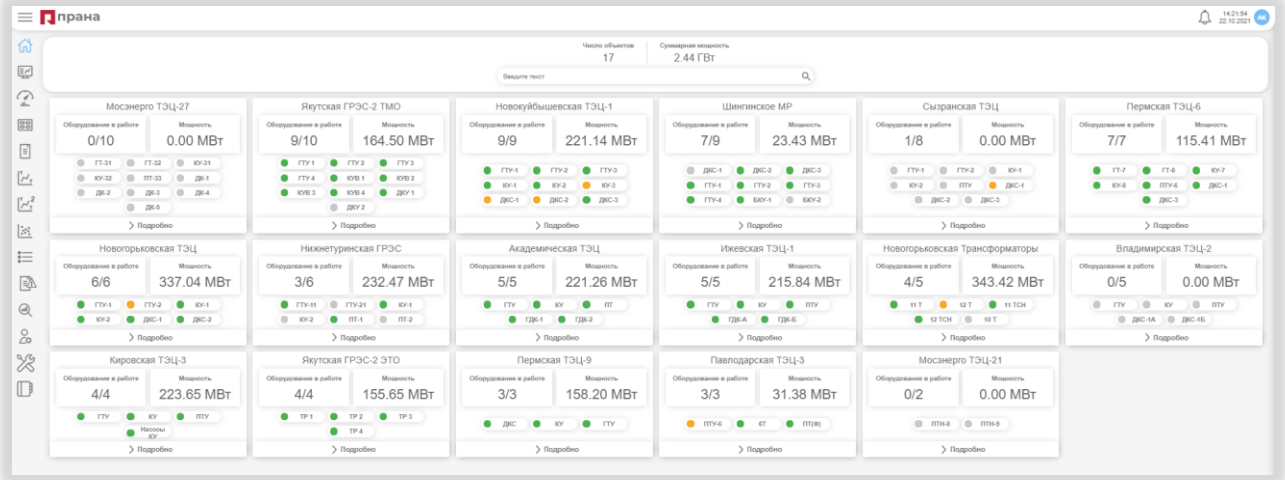 прана
14:21:54
22.10.2021
АК
Число объектов
Суммарная мощность
17
2.44 ГВт
Введите текст
Мосэнерго ТЭЦ-27
Оборудование в работе
Мощность
0/10
0.00 МВт
ГТ-31
ГТ-32
КУ-31
КУ-32
ПТ-33
ДК-1
ДК-2
ДК-3
ДК-4
ДК-5
Подробно
Якутская ГРЭС-2 ТМО
Оборудование в работе
Мощность
9/10
164.50 МВт
ГТУ 1
ГТУ 2
ГТУ 3
ГТУ 4
КУВ 1
КУВ 2
КУВ 3
КУВ 4
ДКУ 1
ДКУ 2
Подробно
Новокуйбышевская ТЭЦ-1
Оборудование в работе
Мощность
9/9
221.14 МВт
ГТУ-1
ГТУ-2
ГТУ-3
КУ-1
КУ-2
КУ-3
ДКС-1
ДКС-2
ДКС-3
Подробно
Шингинское МР
Оборудование в работе
Мощность
7/9
23.43 МВт
ДКС-1
ДКС-2
ДКС-3
ГТУ-1
ГТУ-2
ГТУ-3
ГТУ-4
БКУ-1
БКУ-2
Подробно
Сызранская ТЭЦ
Оборудование в работе
Мощность
1/8
0.00 МВт
ГТУ-1
ГТУ-2
КУ-1
КУ-2
ПТУ
ДКС-1
ДКС-2
ДКС-3
Подробно
Пермская ТЭЦ-6
Оборудование в работе
Мощность
7/7
115.41 МВт
ГТ-7
ГТ-8
КУ-7
КУ-8
ПТУ-6
ДКС-1
ДКС-3
Подробно
Новогорьковская ТЭЦ
Оборудование в работе
Мощность
6/6
337.04 МВт
ГТУ-1
ГТУ-2
КУ-1
КУ-2
ДКС-1
ДКС-2
Подробно
Нижнетуринская ГРЭС
Оборудование в работе
Мощность
3/6
232.47 МВт
ГТУ-11
ГТУ-21
КУ-1
КУ-2
ПТ-1
ПТ-2
Подробно
Академическая ТЭЦ
Оборудование в работе
Мощность
5/5
221.26 МВт
ГТУ
КУ
ПТ
ГДК-1
ГДК-2
Подробно
Ижевская ТЭЦ-1
Оборудование в работе
Мощность
5/5
215.84 МВт
ГТУ
КУ
ПТУ
ГДК-А
ГДК-Б
Подробно
Новогорьковская Трансформаторы
Оборудование в работе
Мощность
4/5
343.42 МВт
11 Т
12 Т
11 ТСН
12 ТСН
10 Т
Подробно
Владимирская ТЭЦ-2
Оборудование в работе
Мощность
0/5
0.00 МВт
ГТУ
КУ
ПТУ
ДКС-1А
ДКС-1Б
Подробно
Кировская ТЭЦ-3
Оборудование в работе
Мощность
4/4
223.65 МВт
ГТУ
КУ
ПТУ
Насосы
КУ
Подробно
Якутская ГРЭС-2 ЭТО
Оборудование в работе
Мощность
4/4
155.65 МВт
ТР 1
ТР 2
ТР 3
ТР 4
Подробно
Пермская ТЭЦ-9
Оборудование в работе
Мощность
3/3
158.20 МВт
ДКС
КУ
ГТУ
Подробно
Павлодарская ТЭЦ-3
Оборудование в работе
Мощность
3/3
31.38 МВт
ПТУ-6
6Т
ПТ(Ф)
Подробно
Мосэнерго ТЭЦ-21
Оборудование в работе
Мощность
0/2
0.00 МВт
ПТН-8
ПТН-9
Подробно